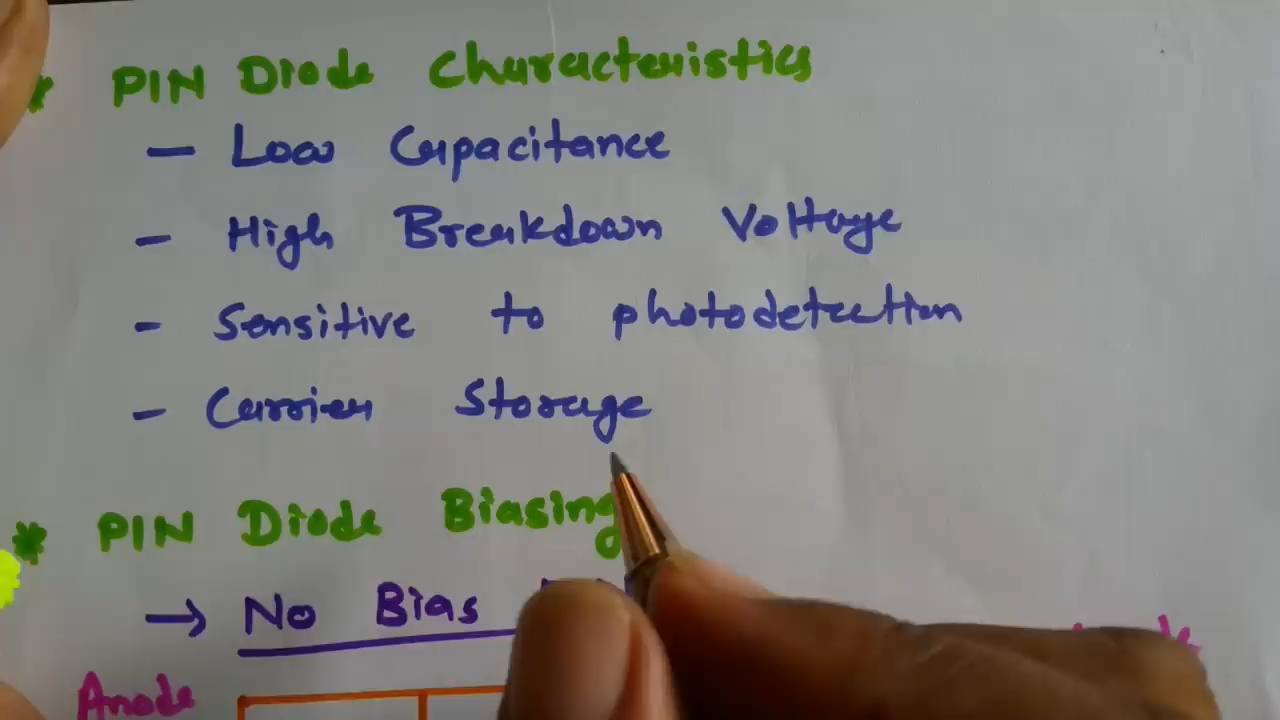 * PIN Diode Characteristics
- Low Capacitance
- High Breakdown Voltage
- Sensitive to photodetection
- Carrier Storage
* PIN Diode Biasing
→ No Bias
Anode